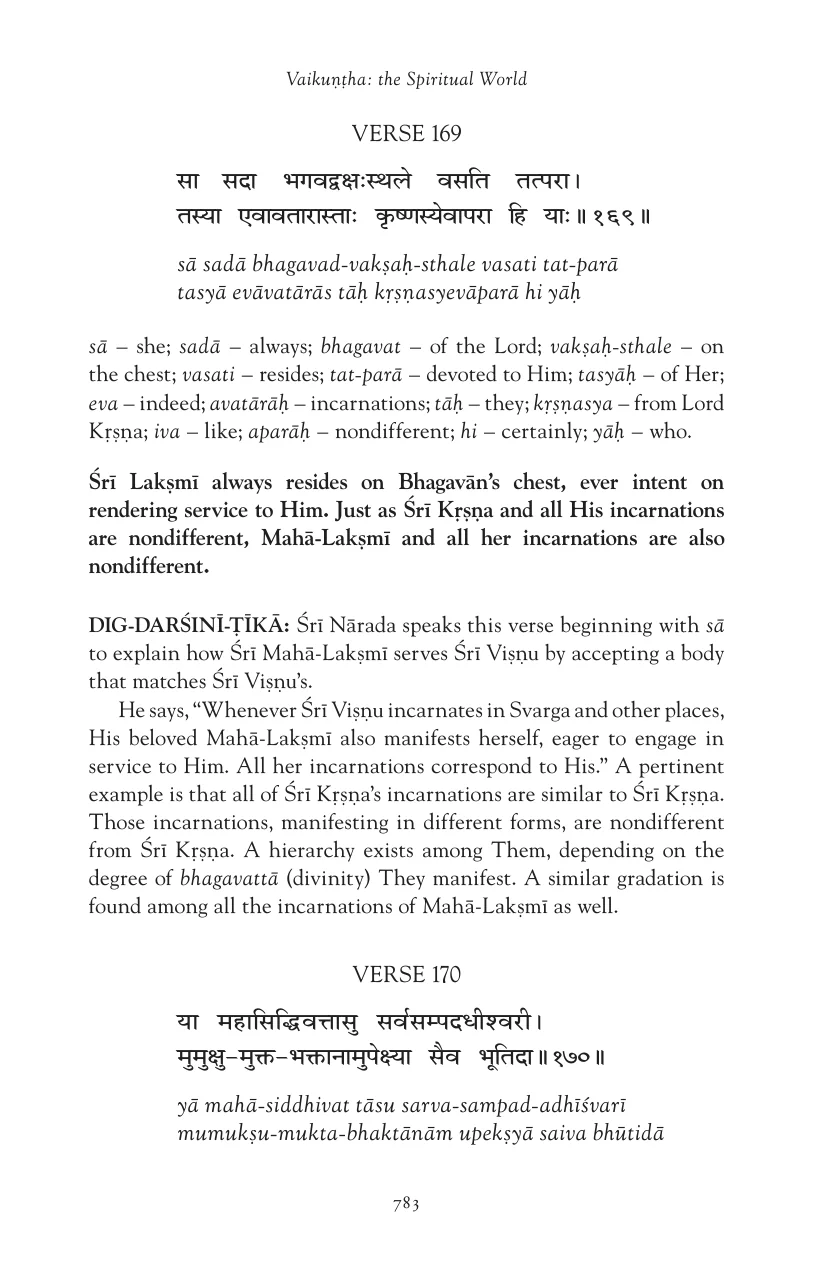 Vaikuṇṭha: the Spiritual World
VERSE 169
सा सदा भगवद्वक्षःस्थले वसति तत्परा।
तस्या एवावतारास्ताः कृष्णस्येवापरा हि याः॥१६९॥
sā sadā bhagavad-vakṣaḥ-sthale vasati tat-parā
tasyā evāvatārās tāḥ kṛṣṇasyevāparā hi yāḥ
sā – she; sadā – always; bhagavat – of the Lord; vakṣaḥ-sthale – on
the chest; vasati – resides; tat-parā – devoted to Him; tasyāḥ – of Her;
eva – indeed; avatārāḥ – incarnations; tāḥ – they; kṛṣṇasya – from Lord
Kṛṣṇa; iva – like; aparāḥ – nondifferent; hi – certainly; yāḥ – who.
Śrī Lakṣmī always resides on Bhagavān’s chest, ever intent on
rendering service to Him. Just as Śrī Kṛṣṇa and all His incarnations
are nondifferent, Mahā-Lakṣmī and all her incarnations are also
nondifferent.
DIG-DARŚINĪ-ṬĪKĀ: Śrī Nārada speaks this verse beginning with sā
to explain how Śrī Mahā-Lakṣmī serves Śrī Viṣṇu by accepting a body
that matches Śrī Viṣṇu’s.
He says, “Whenever Śrī Viṣṇu incarnates in Svarga and other places,
His beloved Mahā-Lakṣmī also manifests herself, eager to engage in
service to Him. All her incarnations correspond to His.” A pertinent
example is that all of Śrī Kṛṣṇa’s incarnations are similar to Śrī Kṛṣṇa.
Those incarnations, manifesting in different forms, are nondifferent
from Śrī Kṛṣṇa. A hierarchy exists among Them, depending on the
degree of bhagavattā (divinity) They manifest. A similar gradation is
found among all the incarnations of Mahā-Lakṣmī as well.
VERSE 170
या महासिद्धिवत्तासु सर्वसम्पदधीश्वरी।
मुमुक्षु-मुक्त-भक्तानामुपेक्ष्या सैव भूतिदा॥१७०॥
yā mahā-siddhivat tāsu sarva-sampad-adhīśvarī
mumukṣu-mukta-bhaktānām upekṣyā saiva bhūtidā
783